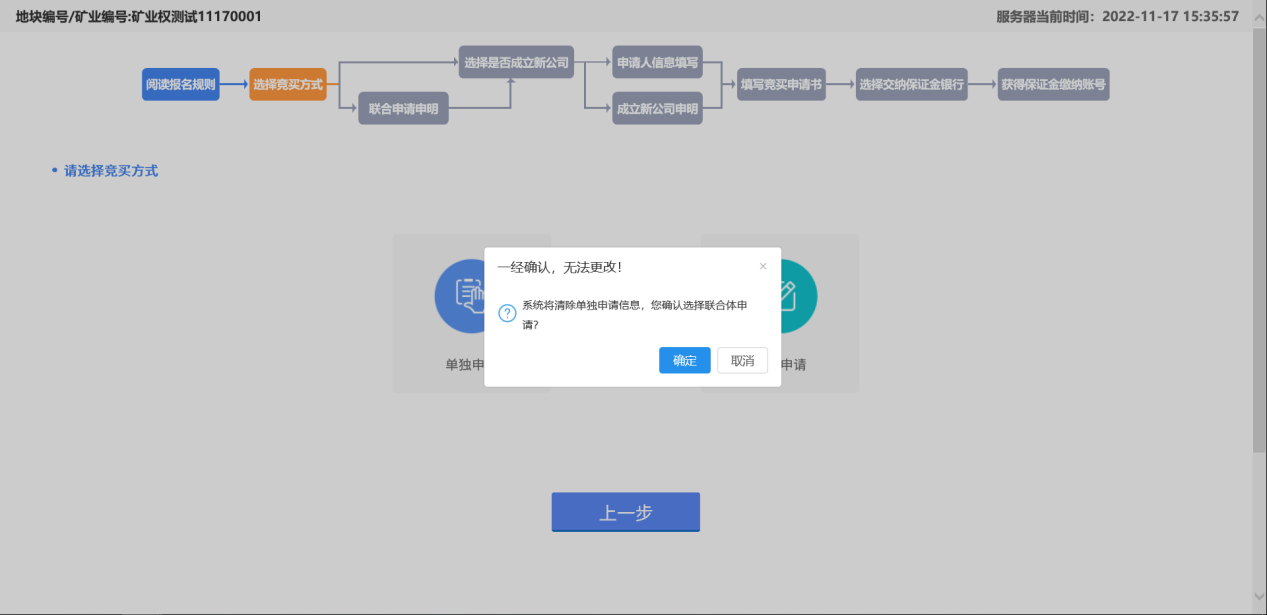 地块编号/矿业编号:矿业权测试11170001
服务器当前时间：2022-11-17 15:35:57
选择是否成立新公司
申请人信息填写
阅读报名规则
选择竞买方式
填写竞买申请书
选择交纳保证金银行
获得保证金缴纳账号
联合申请申明
成立新公司申明
• 请选择竞买方式
一经确认，无法更改！
系统将清除单独申请信息，您确认选择联合体申
请？
确定
取消
单独申
申请
上一步